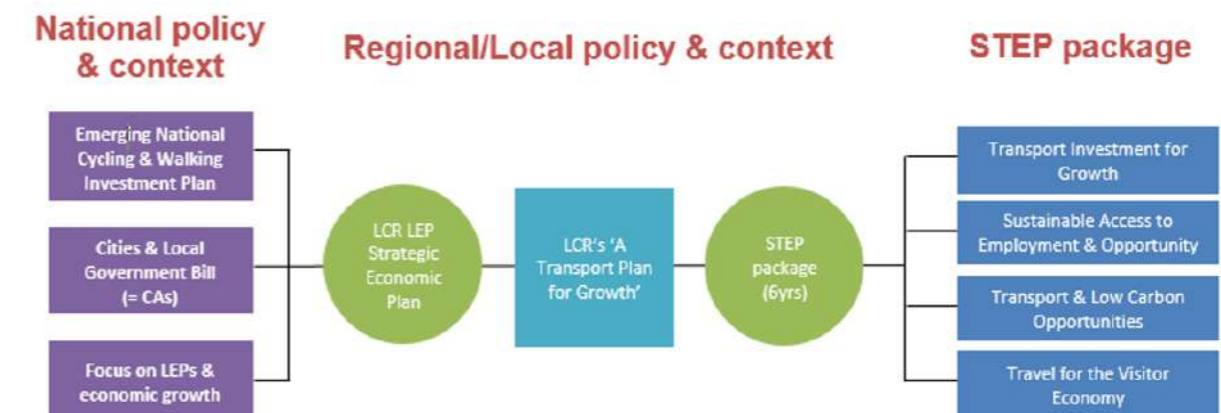 National policy
& context
Regional/Local policy & context
STEP package
Emerging National
Cycling & Walking
Investment Plan
Cities & Local
Government Bill
(= CAs)
Focus on LEPs &
economic growth
LCR LEP
Strategic
Economic
Plan
LCR's 'A
Transport Plan
for Growth'
STEP
package
(6yrs)
Transport Investment for
Growth
Sustainable Access to
Employment & Opportunity
Transport & Low Carbon
Opportunities
Travel for the Visitor
Economy